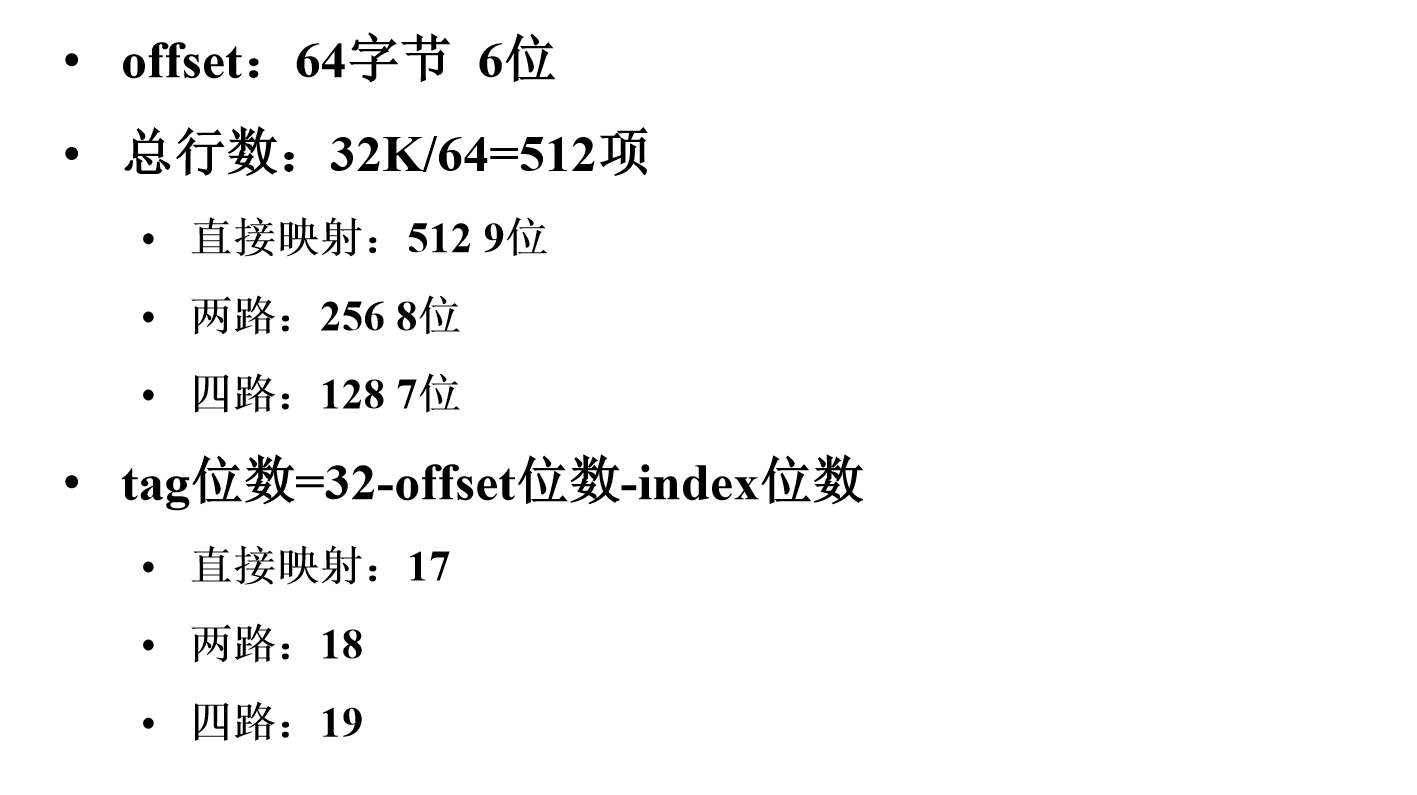 • offset：64字节 6位
• 总行数：32K/64=512项
• 直接映射：512 9位
• 两路：256 8位
• 四路：128 7位
• tag位数=32-offset位数-index位数
• 直接映射：17
• 两路：18
• 四路：19